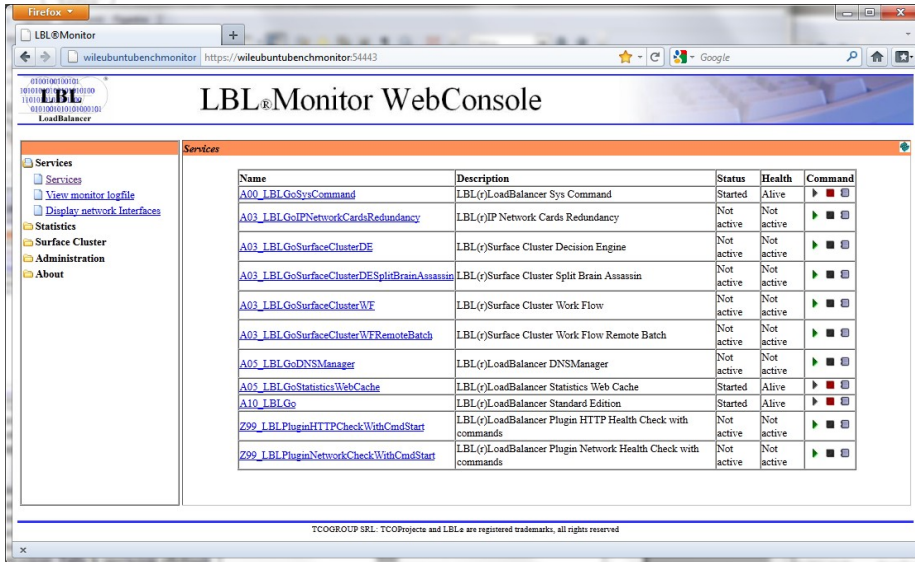 Firefox
LBL®Monitor
wileubuntubenchmonitor https://wileubuntubenchmonitor:54443
Google
LBL
LoadBalancer
LBL®Monitor WebConsole
Services
Services
Services
View monitor logfile
Display network Interfaces
Statistics
Surface Cluster
Administration
About
Name Description Status Health Command
A00_LBLGoSysCommand LBL(r)LoadBalancer Sys Command Started Alive
A03_LBLGoIPNetworkCardsRedundancy LBL(r)IP Network Cards Redundancy Not active Not active
A03_LBLGoSurfaceClusterDE LBL(r)Surface Cluster Decision Engine Not active Not active
A03_LBLGoSurfaceClusterDESplitBrainAssassin LBL(r)Surface Cluster Split Brain Assassin Not active Not active
A03_LBLGoSurfaceClusterWF LBL(r)Surface Cluster Work Flow Not active Not active
A03_LBLGoSurfaceClusterWFRemoteBatch LBL(r)Surface Cluster Work Flow Remote Batch Not active Not active
A05_LBLGoDNSManager LBL(r)LoadBalancer DNSManager Not active Not active
A05_LBLGoStatisticsWebCache LBL(r)LoadBalancer Statistics Web Cache Started Alive
A10_LBLGo LBL(r)LoadBalancer Standard Edition Started Alive
Z99_LBLPluginHTTPCheckWithCmdStart LBL(r)LoadBalancer Plugin HTTP Health Check with commands Not active Not active
Z99_LBLPluginNetworkCheckWithCmdStart LBL(r)LoadBalancer Plugin Network Health Check with commands Not active Not active
TCOGROUP SRL: TCOProject® and LBL® are registered trademarks, all rights reserved